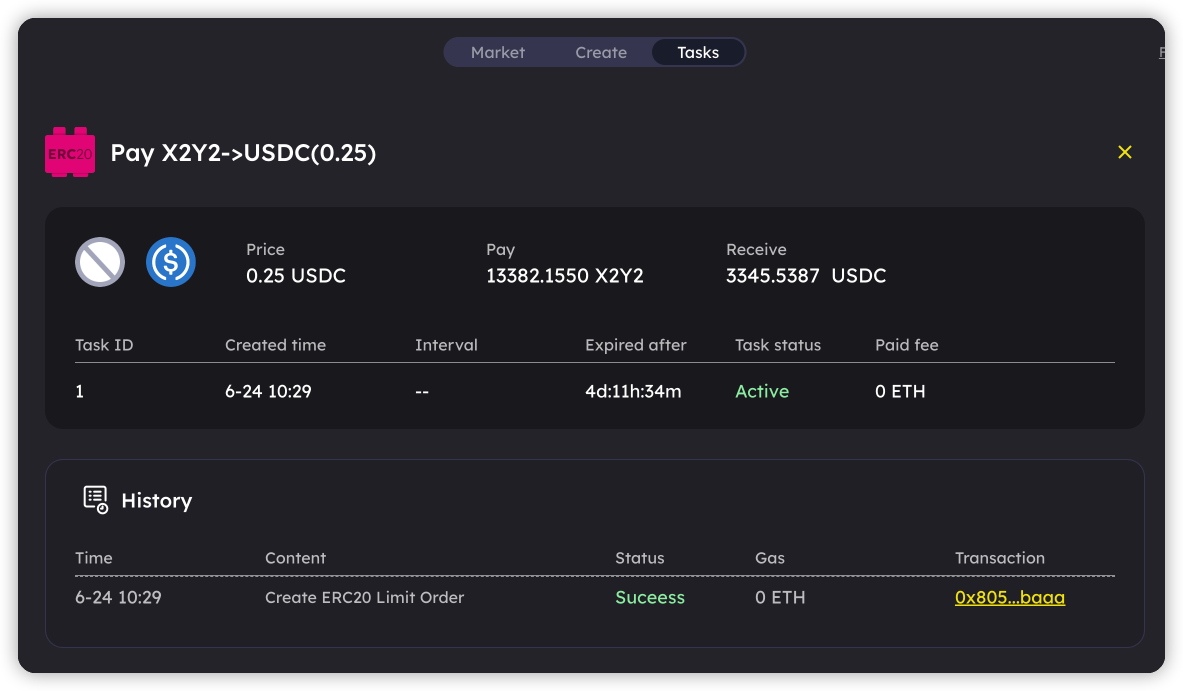 Market Create Tasks
ERC20
Pay X2Y2->USDC(0.25)
Price Pay Receive
0.25 USDC 13382.1550 X2Y2 3345.5387 USDC
Task ID Created time Interval Expired after Task status Paid fee
1 6-24 10:29 -- 4d:11h:34m Active 0 ETH
History
Time Content Status Gas Transaction
6-24 10:29 Create ERC20 Limit Order Suceess 0 ETH 0x805...baaa